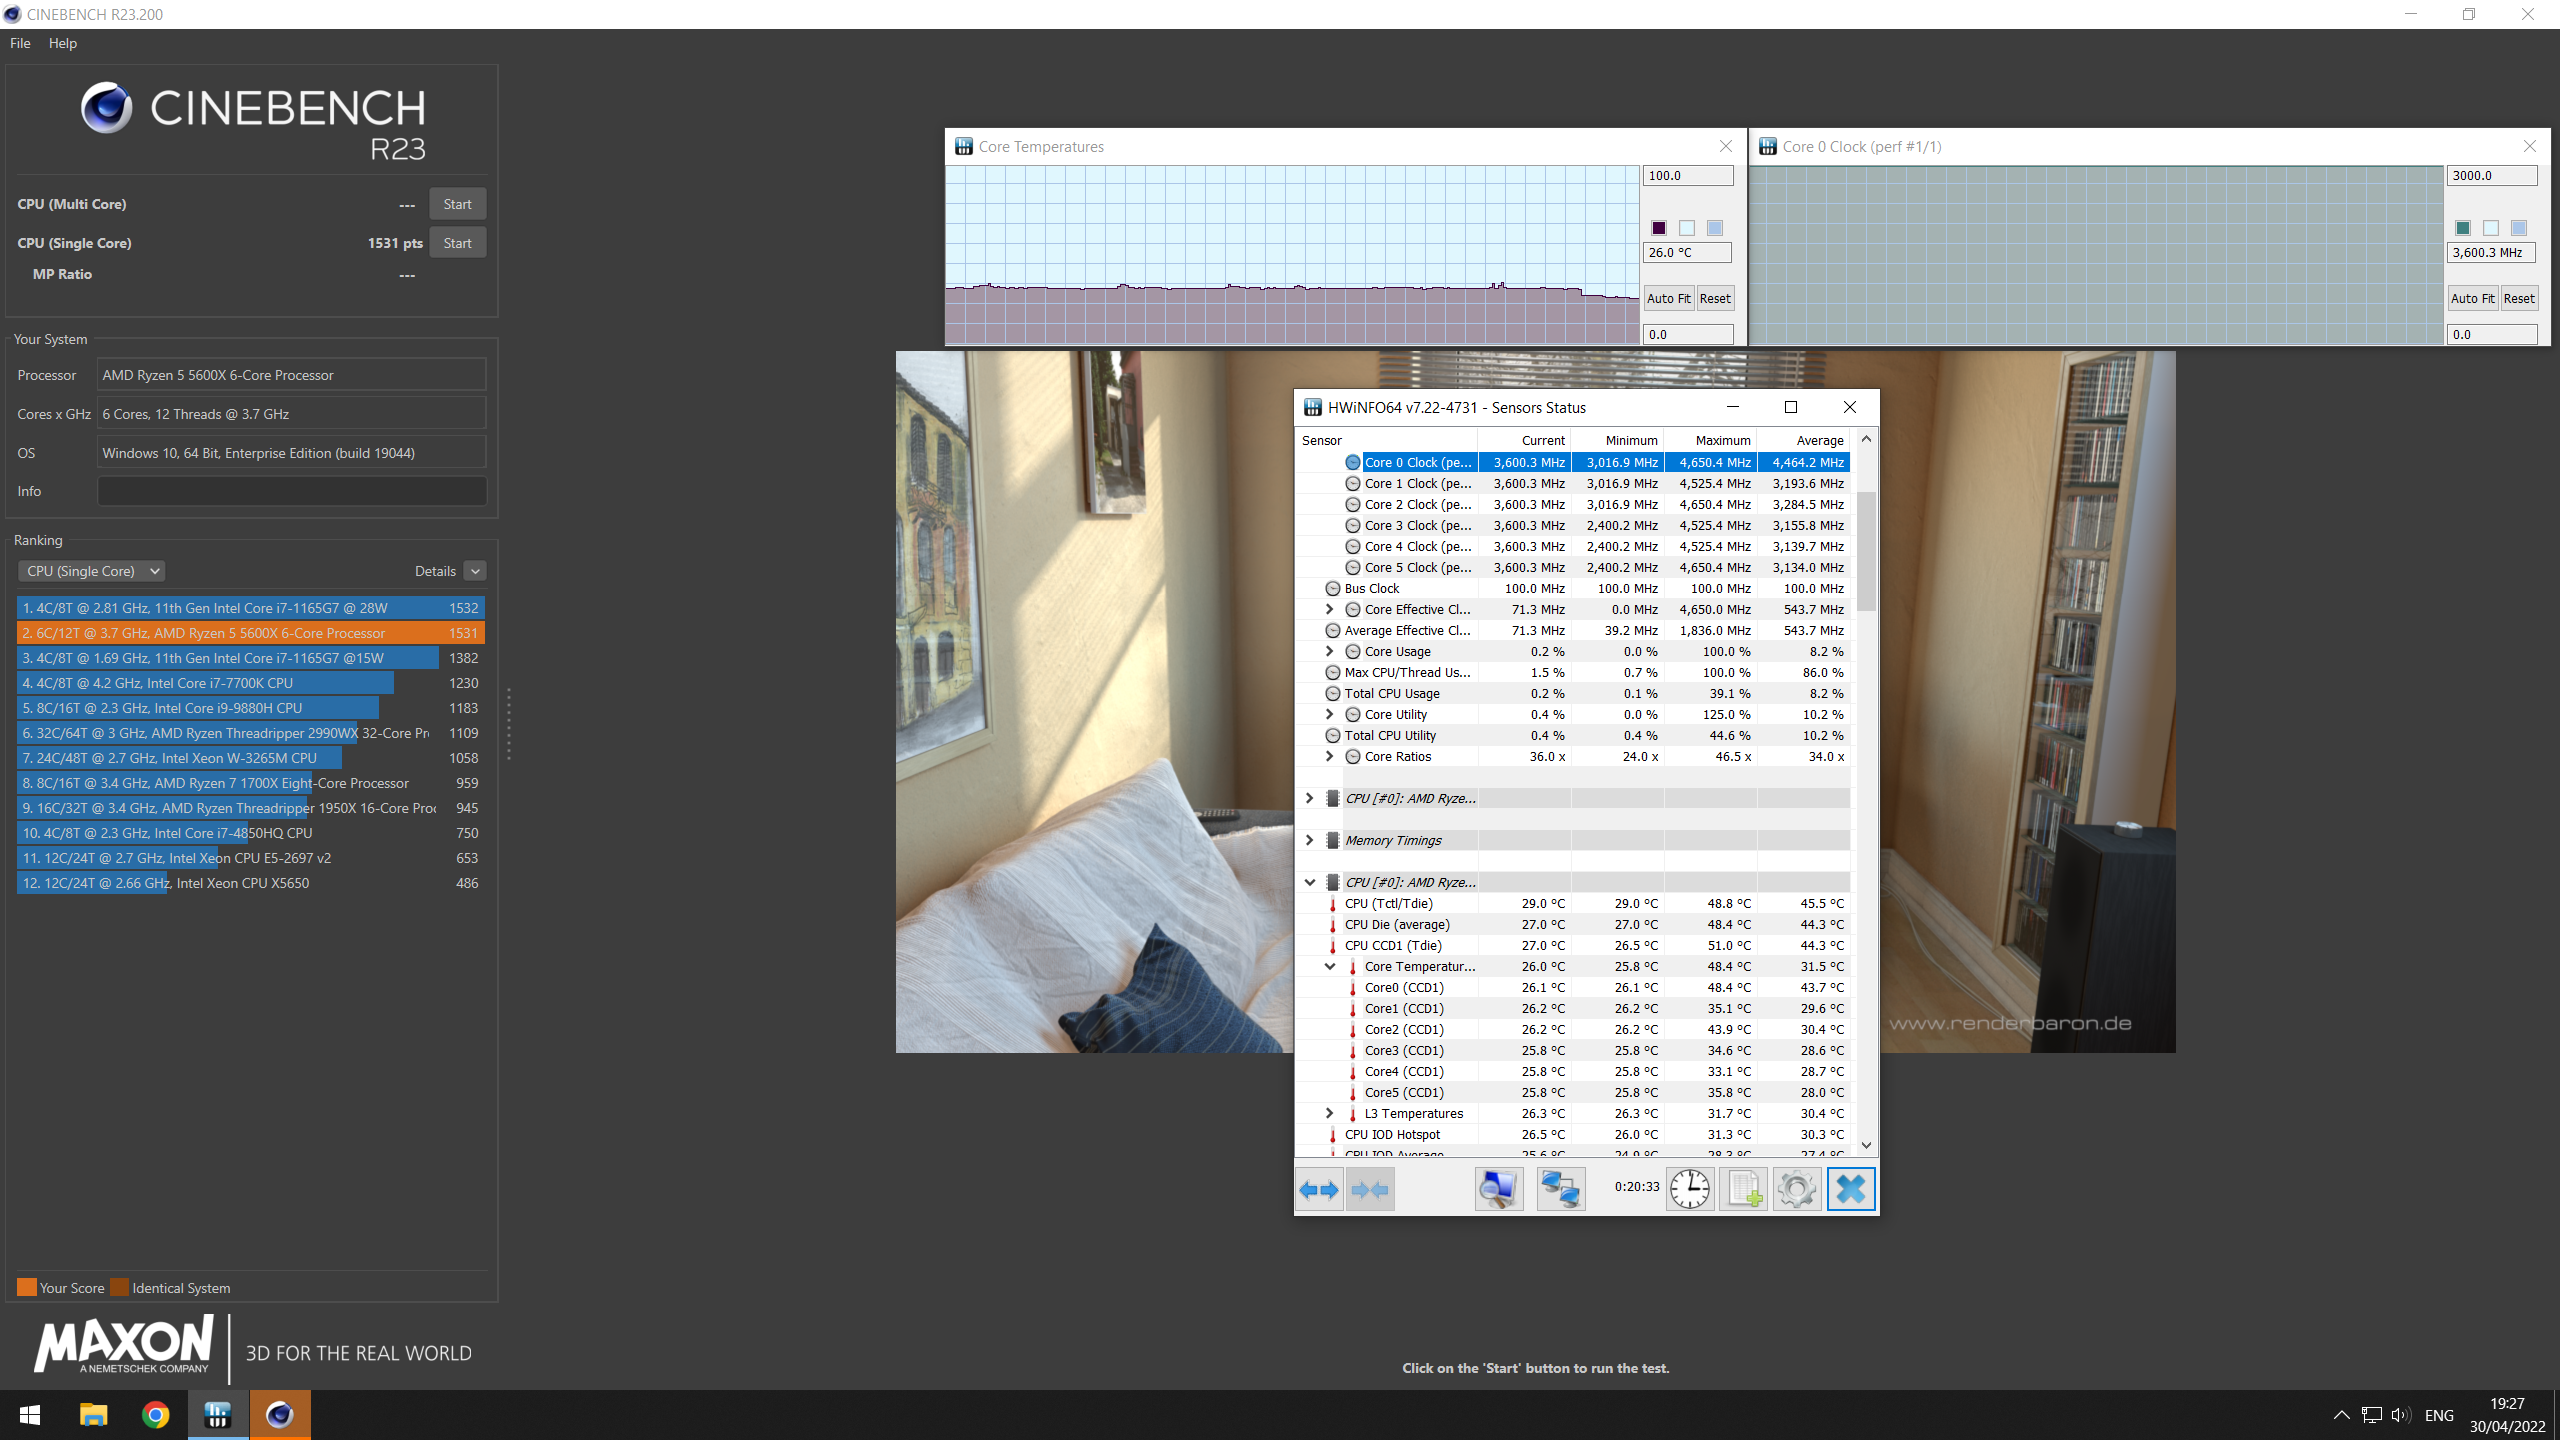 CINEBENCH R23.200
File Help
CINEBENCH
R23
CPU (Multi Core) --- Start
CPU (Single Core) 1531 pts Start
MP Ratio ---
Your System
Processor AMD Ryzen 5 5600X 6-Core Processor
Cores x GHz 6 Cores, 12 Threads @ 3.7 GHz
OS Windows 10, 64 Bit, Enterprise Edition (build 19044)
Info
Ranking
CPU (Single Core) Details
1. 4C/8T @ 2.81 GHz, 11th Gen Intel Core i7-1165G7 @ 28W 1532
2. 6C/12T @ 3.7 GHz, AMD Ryzen 5 5600X 6-Core Processor 1531
3. 4C/8T @ 1.69 GHz, 11th Gen Intel Core i7-1165G7 @15W 1382
4. 4C/8T @ 4.2 GHz, Intel Core i7-7700K CPU 1230
5. 8C/16T @ 2.3 GHz, Intel Core i9-9880H CPU 1183
6. 32C/64T @ 3 GHz, AMD Ryzen Threadripper 2990WX 32-Core Pr 1109
7. 24C/48T @ 2.7 GHz, Intel Xeon W-3265M CPU 1058
8. 8C/16T @ 3.4 GHz, AMD Ryzen 7 1700X Eight-Core Processor 959
9. 16C/32T @ 3.4 GHz, AMD Ryzen Threadripper 1950X 16-Core Proc 945
10. 4C/8T @ 2.3 GHz, Intel Core i7-4850HQ CPU 750
11. 12C/24T @ 2.7 GHz, Intel Xeon CPU E5-2697 v2 653
12. 12C/24T @ 2.66 GHz, Intel Xeon CPU X5650 486
Your Score Identical System
MAXON
A NEMETSCHEK COMPANY
3D FOR THE REAL WORLD
Core Temperatures
100.0
26.0 °C
Auto Fit Reset
0.0
Core 0 Clock (perf #1/1)
3000.0
3,600.3 MHz
Auto Fit Reset
0.0
HWiNFO64 v7.22-4731 - Sensors Status
Sensor Current Minimum Maximum Average
Core 0 Clock (pe... 3,600.3 MHz 3,016.9 MHz 4,650.4 MHz 4,464.2 MHz
Core 1 Clock (pe... 3,600.3 MHz 3,016.9 MHz 4,525.4 MHz 3,193.6 MHz
Core 2 Clock (pe... 3,600.3 MHz 3,016.9 MHz 4,650.4 MHz 3,284.5 MHz
Core 3 Clock (pe... 3,600.3 MHz 2,400.2 MHz 4,525.4 MHz 3,155.8 MHz
Core 4 Clock (pe... 3,600.3 MHz 2,400.2 MHz 4,525.4 MHz 3,139.7 MHz
Core 5 Clock (pe... 3,600.3 MHz 2,400.2 MHz 4,650.4 MHz 3,134.0 MHz
Bus Clock 100.0 MHz 100.0 MHz 100.0 MHz 100.0 MHz
Core Effective Cl... 71.3 MHz 0.0 MHz 4,650.0 MHz 543.7 MHz
Average Effective Cl... 71.3 MHz 39.2 MHz 1,836.0 MHz 543.7 MHz
Core Usage 0.2 % 0.0 % 100.0 % 8.2 %
Max CPU/Thread Us... 1.5 % 0.7 % 100.0 % 86.0 %
Total CPU Usage 0.2 % 0.1 % 39.1 % 8.2 %
Core Utility 0.4 % 0.0 % 125.0 % 10.2 %
Total CPU Utility 0.4 % 0.4 % 44.6 % 10.2 %
Core Ratios 36.0 x 24.0 x 46.5 x 34.0 x
CPU [#0]: AMD Ryze...
Memory Timings
CPU [#0]: AMD Ryze...
CPU (Tctl/Tdie) 29.0 °C 29.0 °C 48.8 °C 45.5 °C
CPU Die (average) 27.0 °C 27.0 °C 48.4 °C 44.3 °C
CPU CCD1 (Tdie) 27.0 °C 26.5 °C 51.0 °C 44.3 °C
Core Temperatur... 26.0 °C 25.8 °C 48.4 °C 31.5 °C
Core0 (CCD1) 26.1 °C 26.1 °C 48.4 °C 43.7 °C
Core1 (CCD1) 26.2 °C 26.2 °C 35.1 °C 29.6 °C
Core2 (CCD1) 26.2 °C 26.2 °C 43.9 °C 30.4 °C
Core3 (CCD1) 25.8 °C 25.8 °C 34.6 °C 28.6 °C
Core4 (CCD1) 25.8 °C 25.8 °C 33.1 °C 28.7 °C
Core5 (CCD1) 25.8 °C 25.8 °C 35.8 °C 28.0 °C
L3 Temperatures 26.3 °C 26.3 °C 31.7 °C 30.4 °C
CPU IOD Hotspot 26.5 °C 26.0 °C 31.3 °C 30.3 °C
CPU IOD Average 25.6 °C 24.9 °C 28.3 °C 27.4 °C
0:20:33
www.renderbaron.de
Click on the 'Start' button to run the test.
ENG
19:27
30/04/2022